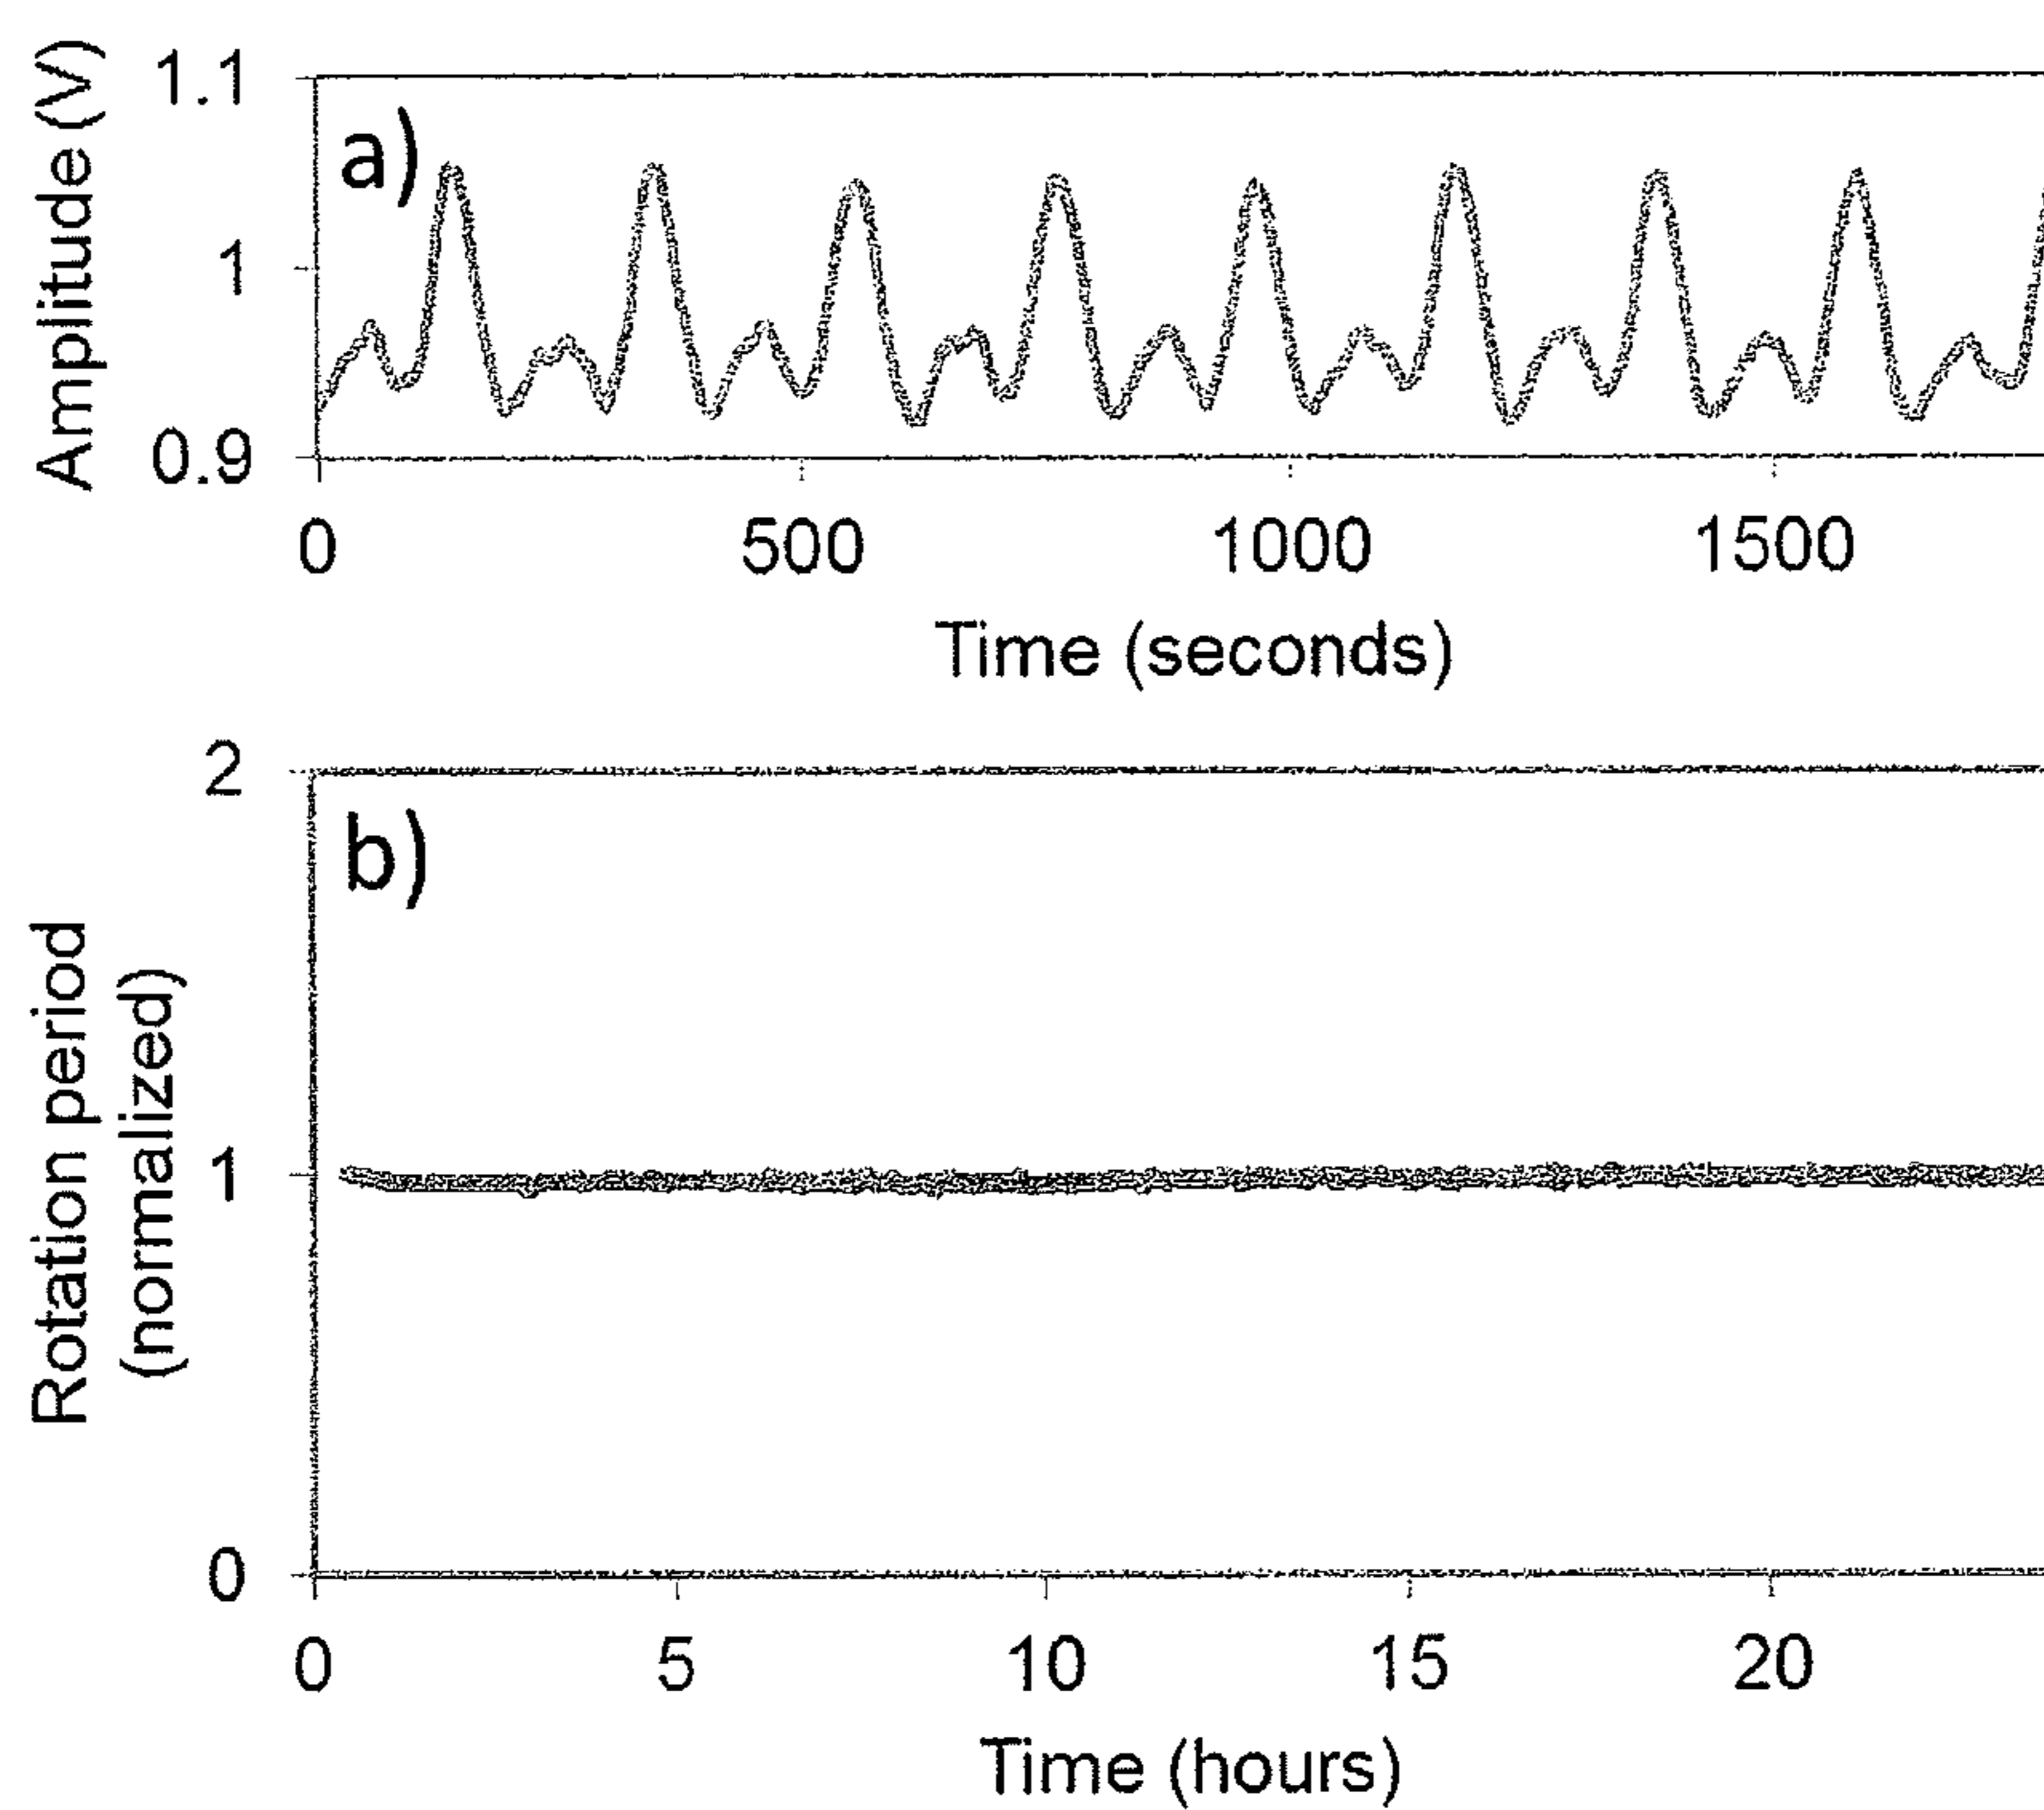 Amplitude (V)
1.1
1
0.9
a)
0 500 1000 1500
Time (seconds)
Rotation period
(normalized)
2
1
0
b)
0 5 10 15 20
Time (hours)